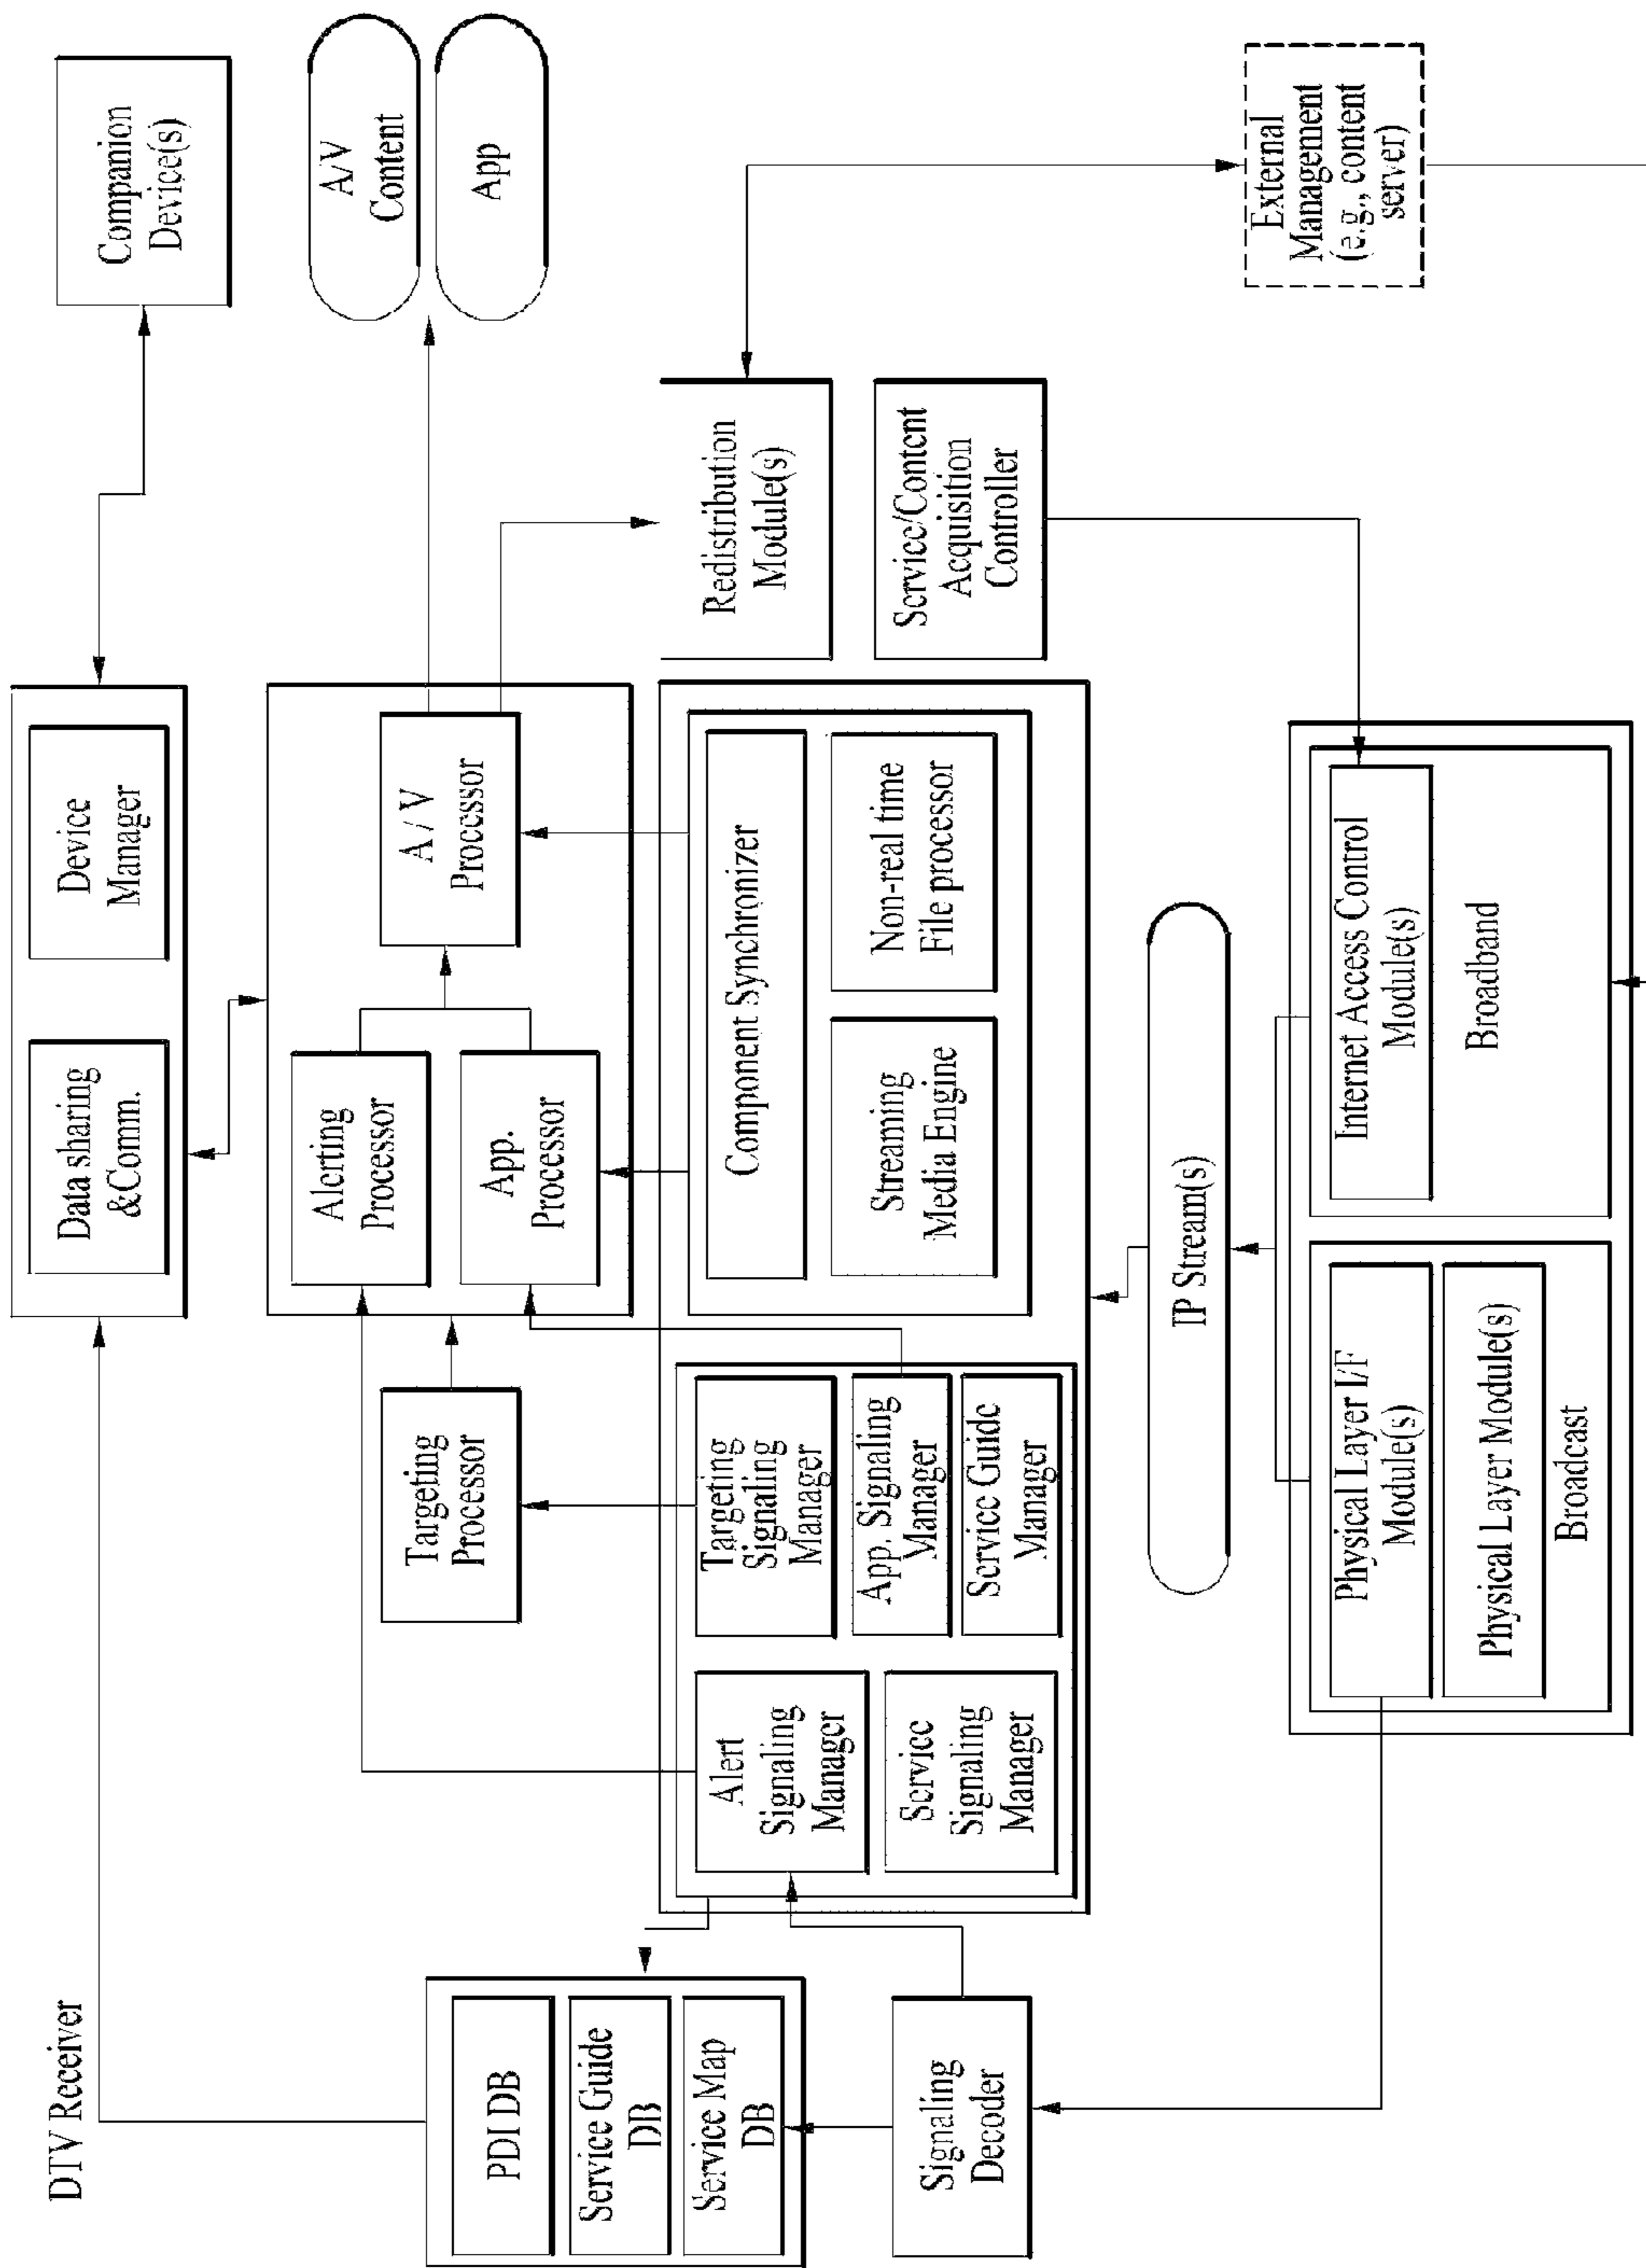 DTV Receiver
PDI DB
Service Guide
DB
Service Map
DB
Signaling
Decoder
Data sharing
&Comm.
Device
Manager
Companion
Device(s)
Targeting
Processor
Alerting
Processor
App.
Processor
A / V
Processor
A/V
Content
App
Alert
Signaling
Manager
Targeting
Signaling
Manager
Service
Signaling
Manager
App. Signaling
Manager
Service Guide
Manager
Component Synchronizer
Streaming
Media Engine
Non-real time
File processor
Redistribution
Module(s)
Service/Content
Acquisition
Controller
IP Stream(s)
Physical Layer I/F
Module(s)
Physical Layer Module(s)
Broadcast
Internet Access Control
Module(s)
Broadband
External
Management
(e.g., content
server)